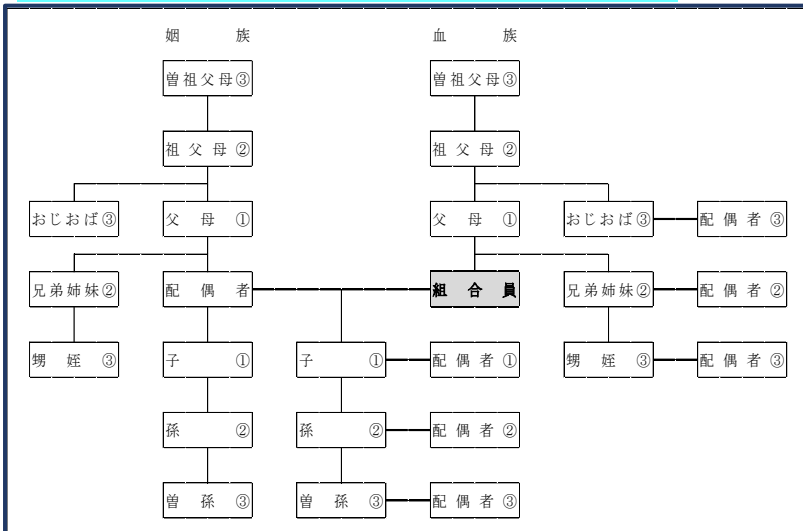 姻族 血族
曽祖父母③ 曽祖父母③
祖父母② 祖父母②
おじおば③ 父母① 父母① おじおば③ 配偶者③
兄弟姉妹② 配偶者 組合員 兄弟姉妹② 配偶者②
甥姪③ 子① 子① 配偶者① 甥姪③ 配偶者③
孫② 孫② 配偶者②
曽孫③ 曽孫③ 配偶者③